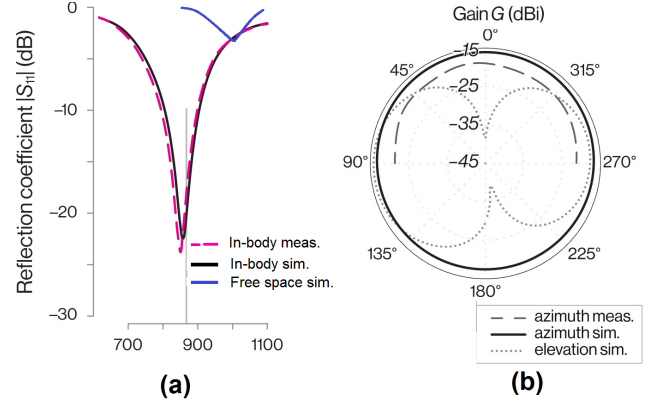 Reflection coefficient |S11| (dB)
0
−10
−20
−30
700
900
1100
In-body meas.
In-body sim.
Free space sim.
(a)
Gain G (dBi)
0°
−15
−25
−35
−45
45°
315°
90°
270°
135°
225°
180°
azimuth meas.
azimuth sim.
elevation sim.
(b)